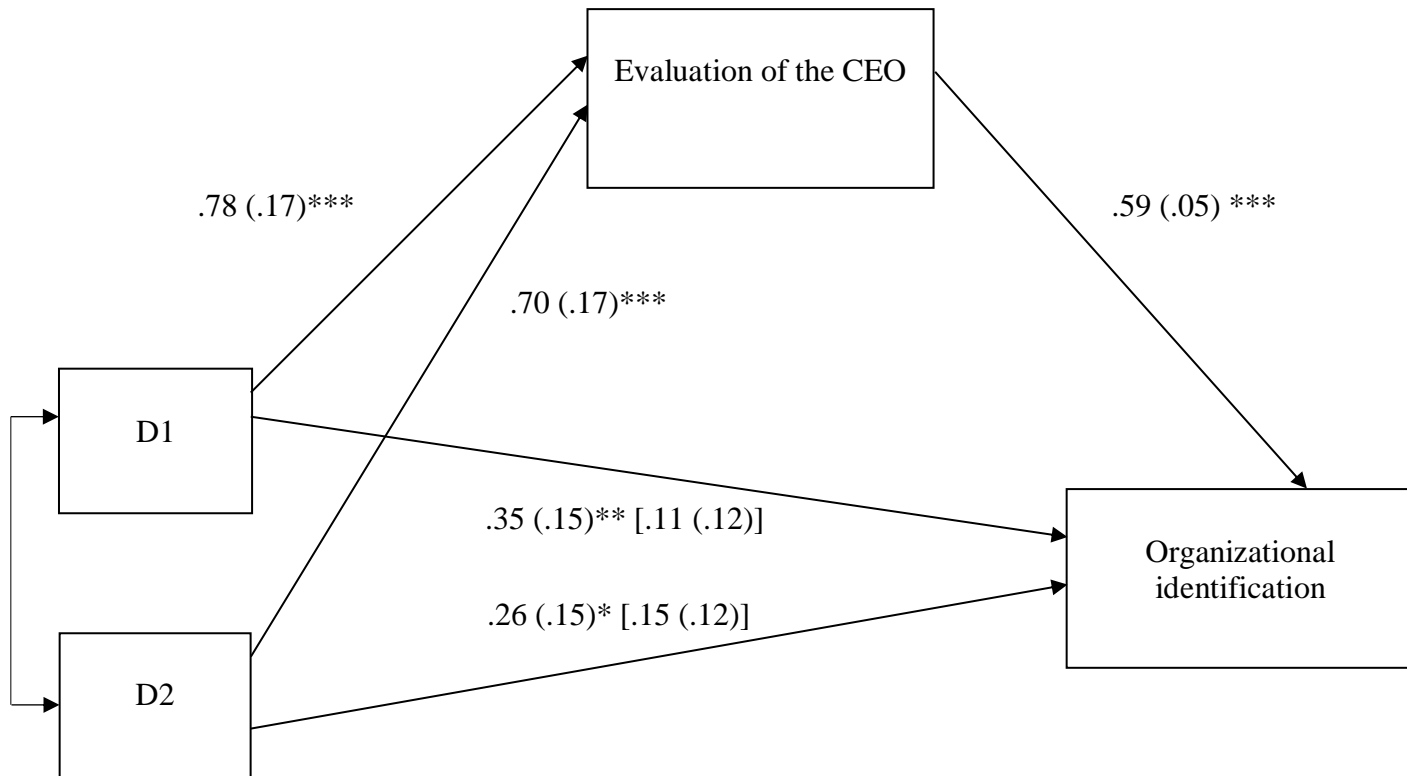 Evaluation of the CEO
.78 (.17)***
.59 (.05) ***
.70 (.17)***
D1
.35 (.15)** [.11 (.12)]
Organizational
identification
.26 (.15)* [.15 (.12)]
D2